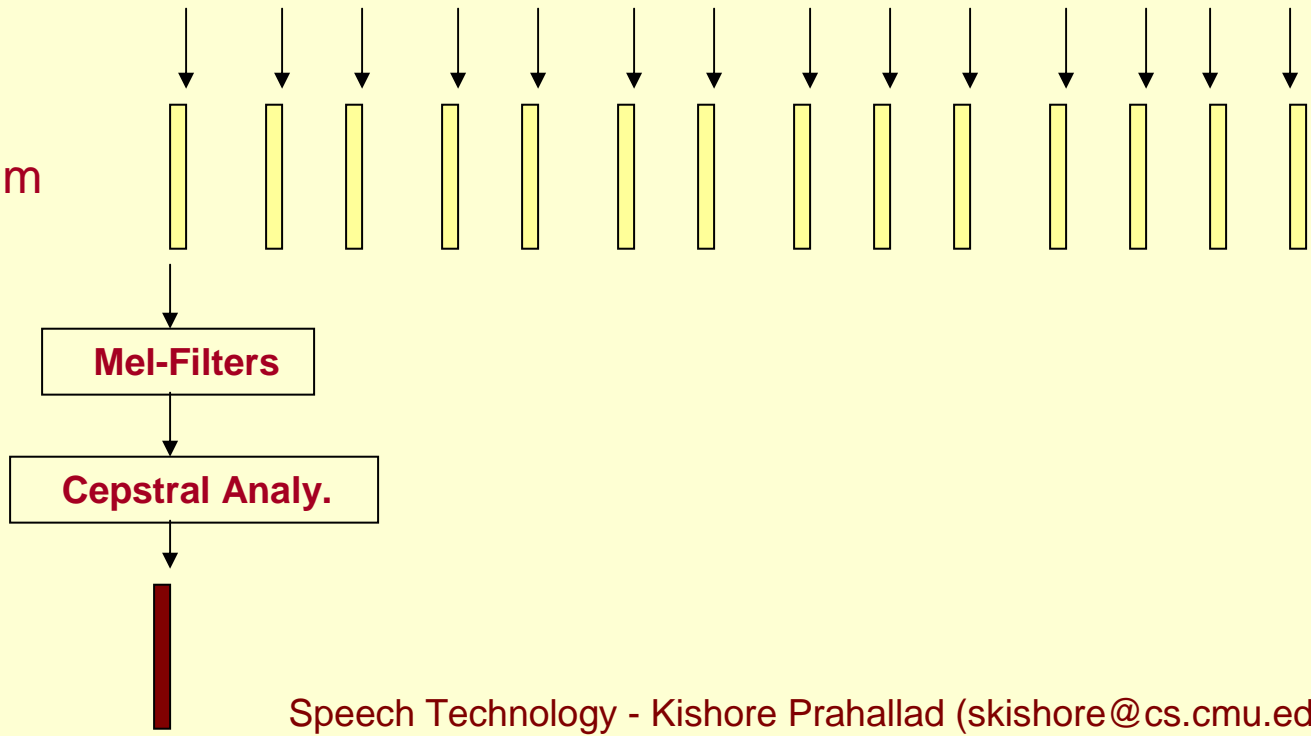 m
Mel-Filters
Cepstral Analy.
Speech Technology - Kishore Prahallad (skishore@cs.cmu.ed